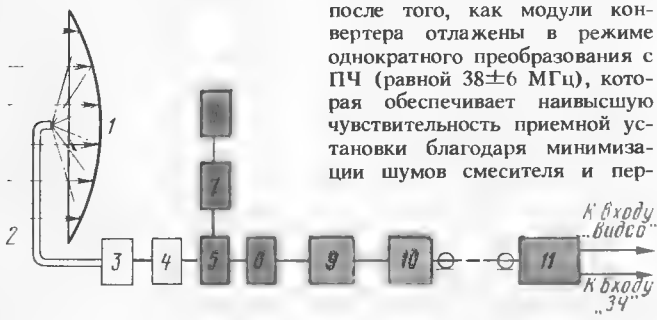 после того, как модули кон-
вертера отлажены в режиме
однократного преобразования с
ПЧ (равной 38±6 МГц), кото-
рая обеспечивает наивысшую
чувствительность приемной ус-
тановки благодаря минимиза-
ции шумов смесителя и пер-
1
2
3
4
5
7
9
10
11
К входу
„Видео"
К входу
„ЗЧ"